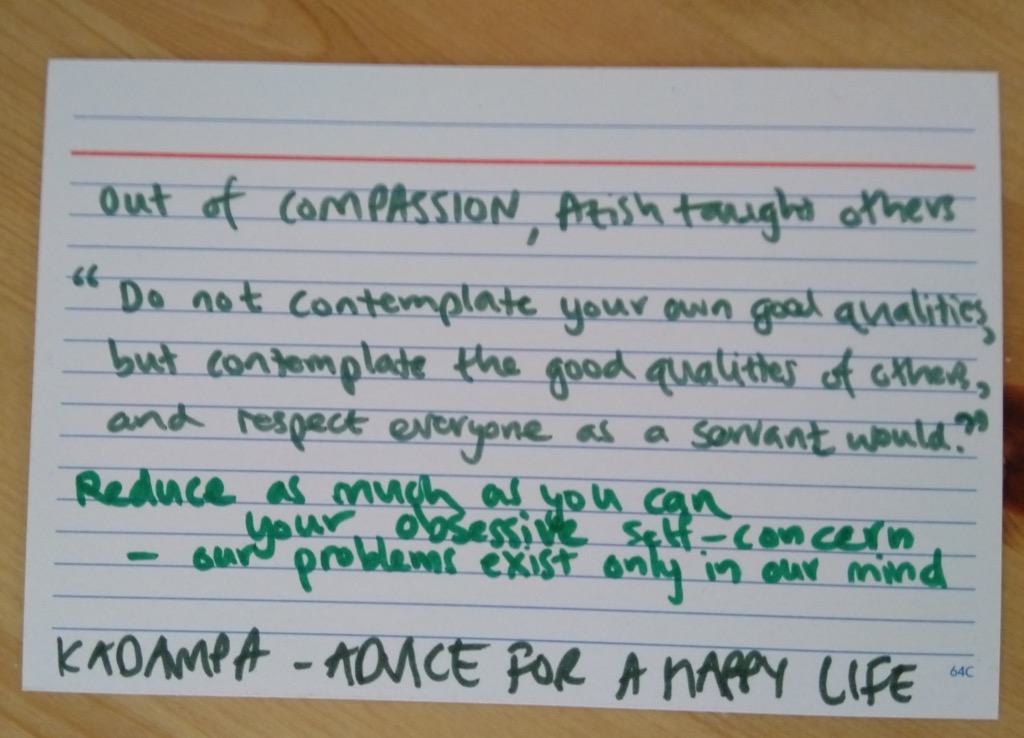 out of COMPASSION, Atish taught others
“Do not contemplate your own good qualities,
but contemplate the good qualities of others,
and respect everyone as a servant would.”
Reduce as much as you can
your obsessive self-concern
- our problems exist only in our mind
KADAMPA - ADVICE FOR A HAPPY LIFE
64C